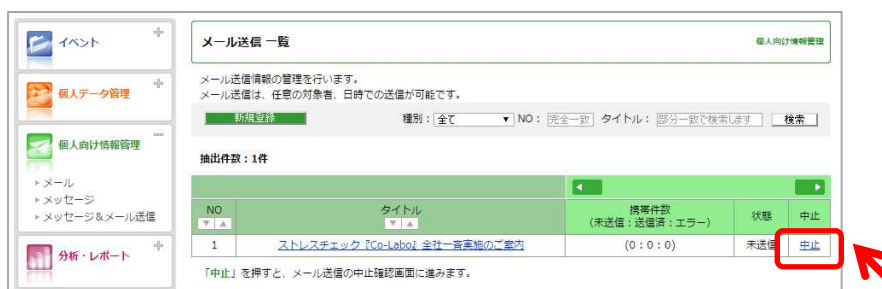 イベント
個人データ管理
個人向け情報管理
▶メール
▶メッセージ
▶メッセージ&メール送信
分析・レポート
メール送信 一覧
個人向け情報管理
メール送信情報の管理を行います。
メール送信は、任意の対象者、日時での送信が可能です。
新規登録 種別： 全て ▼ NO： 完全一致 タイトル： 部分一致で検索します 検索
抽出件数：1件
◀ ▶
NO ▼ ▲ タイトル ▼ ▲ 携帯件数 (未送信：送信済：エラー) 状態 中止
1 ストレスチェック『Co-Labo』全社一斉実施のご案内 (0：0：0) 未送信 中止
「中止」を押すと、メール送信の中止確認画面に進みます。